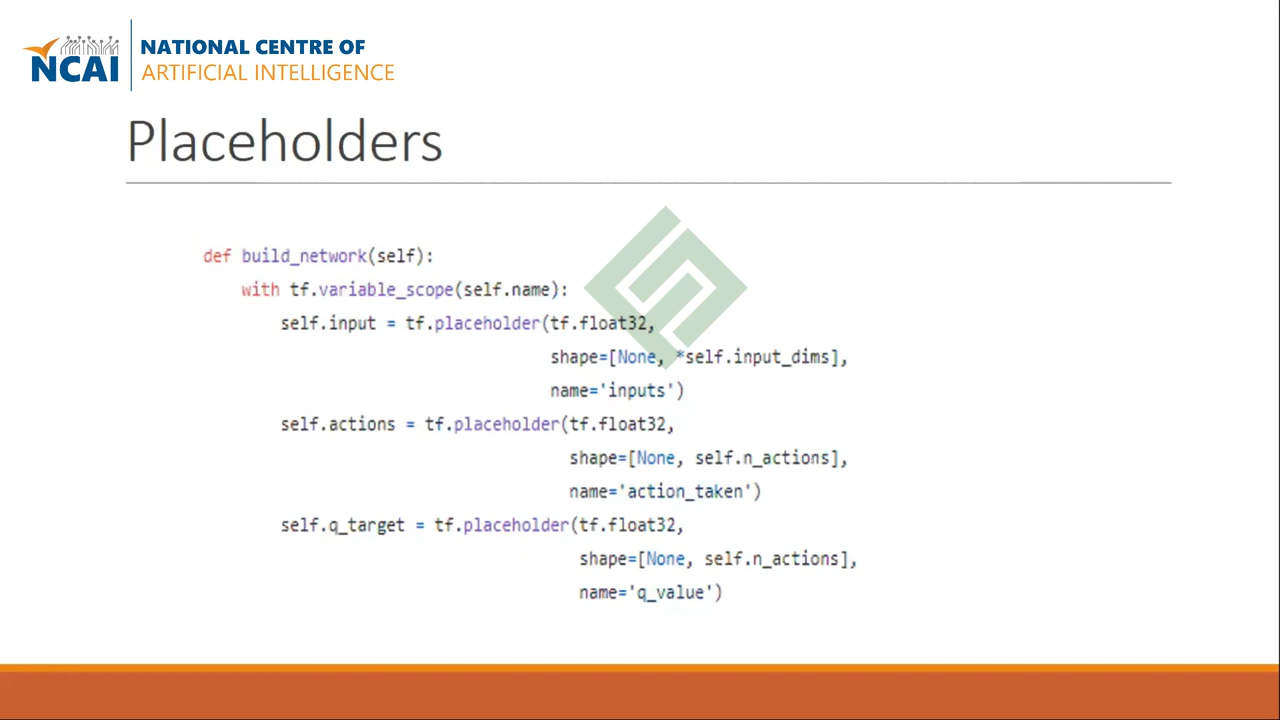 NCAI
NATIONAL CENTRE OF
ARTIFICIAL INTELLIGENCE
Placeholders
def build_network(self):
with tf.variable_scope(self.name):
self.input = tf.placeholder(tf.float32,
shape=[None, *self.input_dims],
name='inputs')
self.actions = tf.placeholder(tf.float32,
shape=[None, self.n_actions],
name='action_taken')
self.q_target = tf.placeholder(tf.float32,
shape=[None, self.n_actions],
name='q_value')